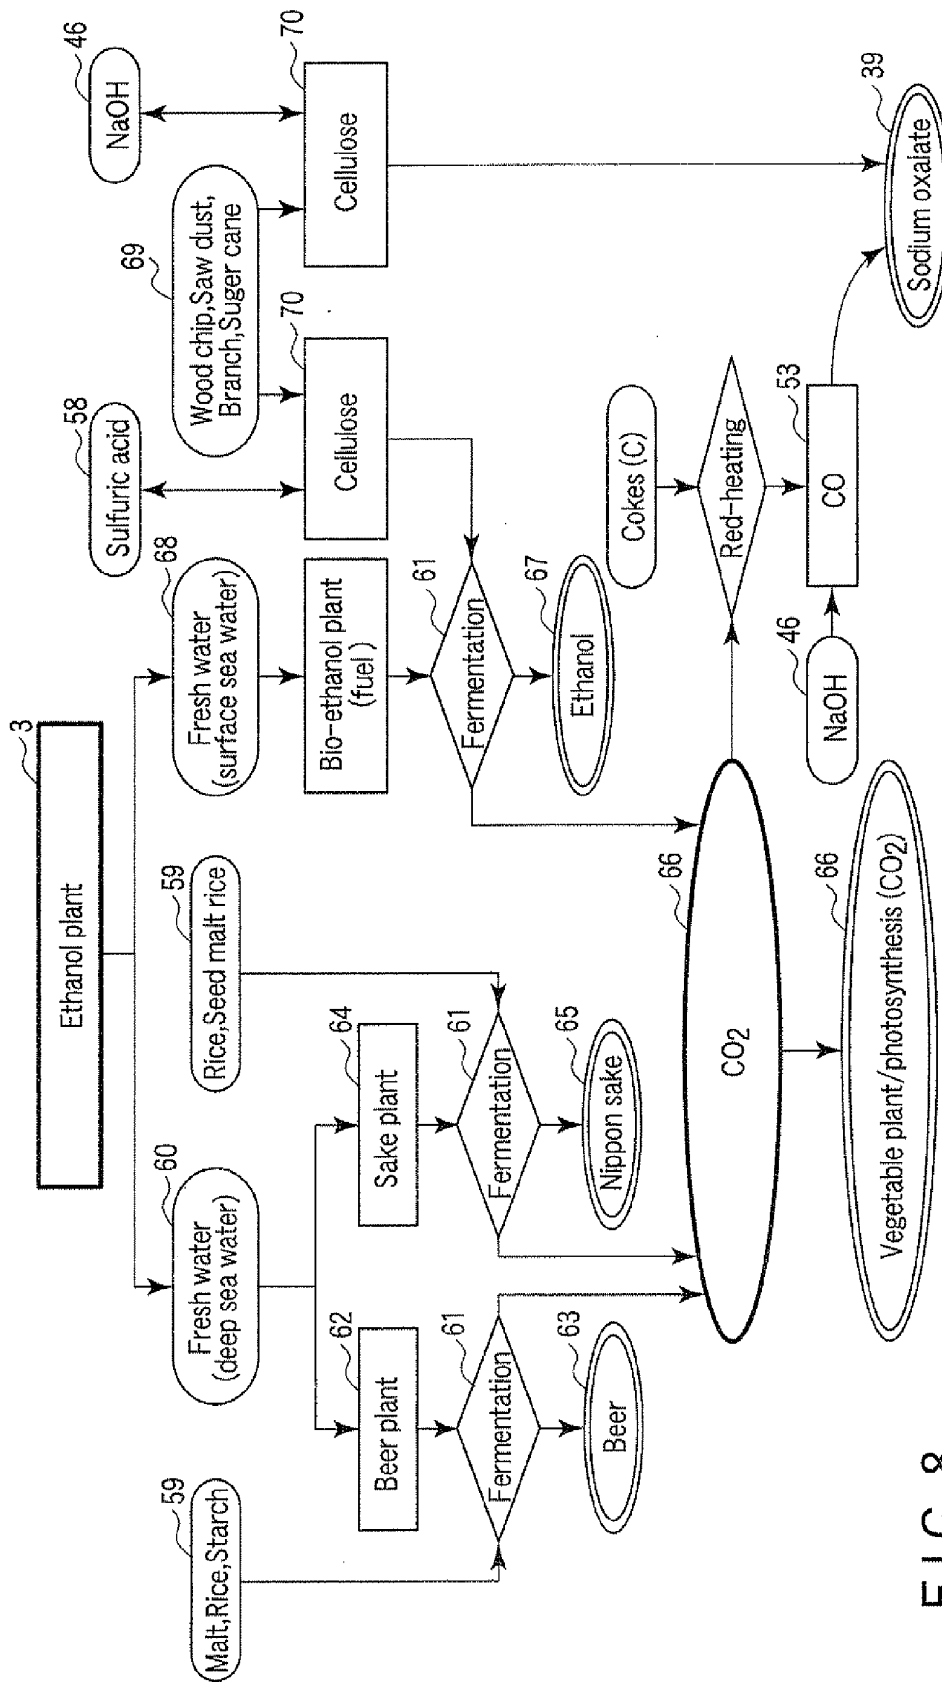 3
Ethanol plant
60
Fresh water
(deep sea water)
68
Fresh water
(surface sea water)
58
Sulfuric acid
46
NaOH
59
Malt,Rice,Starch
59
Rice,Seed malt rice
69
Wood chip,Saw dust,
Branch,Suger cane
62
Beer plant
64
Sake plant
Bio-ethanol plant
(fuel)
70
Cellulose
70
Cellulose
61
Fermentation
61
Fermentation
61
Fermentation
63
Beer
65
Nippon sake
67
Ethanol
Cokes (C)
66
CO2
Red-heating
46
NaOH
53
CO
66
Vegetable plant/photosynthesis (CO2)
39
Sodium oxalate
FIG. 8